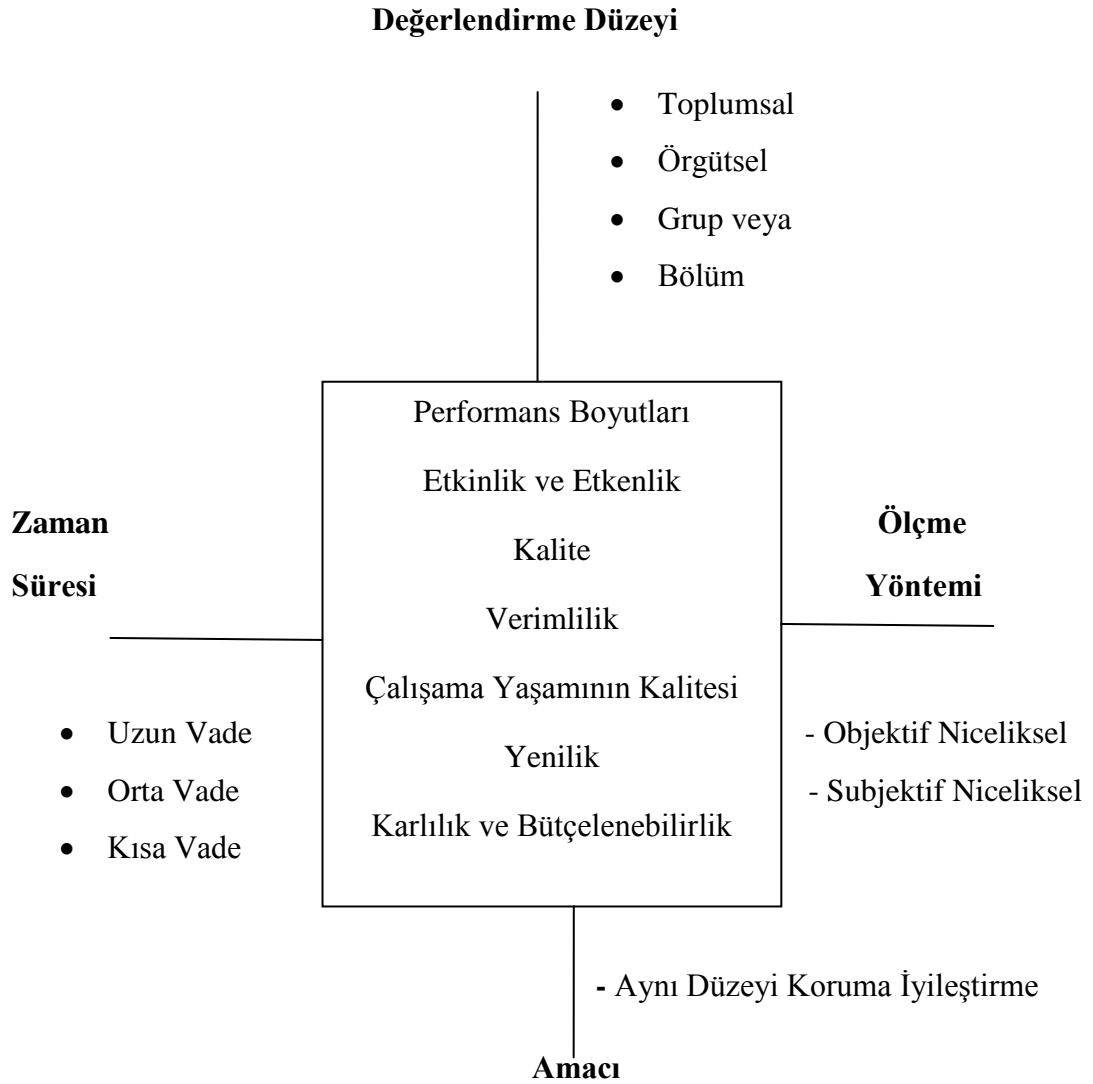 Değerlendirme Düzeyi
• Toplumsal
• Örgütsel
• Grup veya
• Bölüm
Performans Boyutları
Etkinlik ve Etkenlik
Kalite
Verimlilik
Çalışama Yaşamının Kalitesi
Yenilik
Karlılık ve Bütçelenebilirlik
Zaman
Süresi
• Uzun Vade
• Orta Vade
• Kısa Vade
Ölçme
Yöntemi
- Objektif Niceliksel
- Subjektif Niceliksel
- Aynı Düzeyi Koruma İyileştirme
Amacı